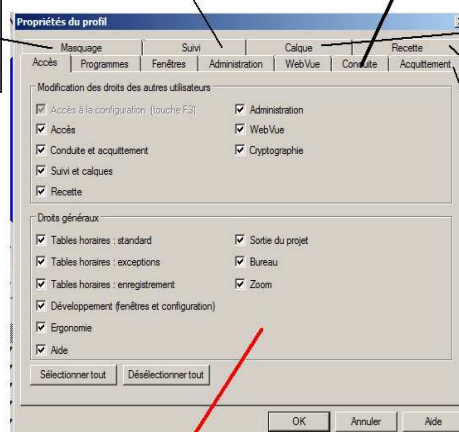 Propriétés du profil
Masquage Suivi Calque Recette
Accès Programmes Fenêtres Administration WebVue Conduite Acquittement
Modification des droits des autres utilisateurs
Accès à la configuration (touche F3) Administration
Accès WebVue
Conduite et acquittement Cryptographie
Suivi et calques
Recette
Droits généraux
Tables horaires : standard Sortie du projet
Tables horaires : exceptions Bureau
Tables horaires : enregistrement Zoom
Développement (fenêtres et configuration)
Ergonomie
Aide
Sélectionner tout Désélectionner tout
OK Annuler Aide